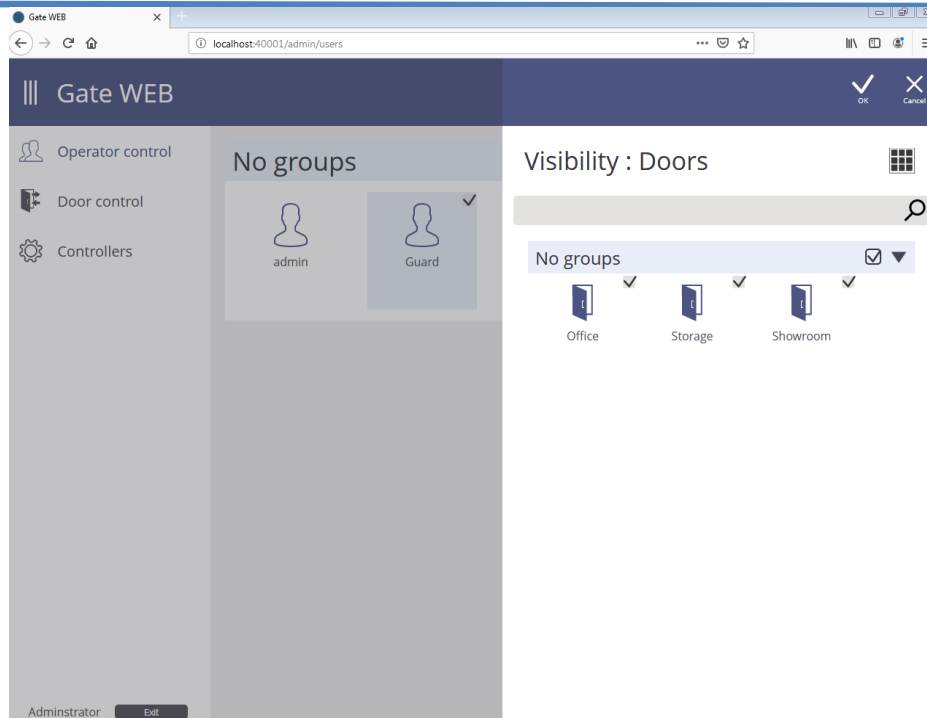 Gate WEB
localhost:40001/admin/users
Gate WEB
OK
Cancel
Operator control
Door control
Controllers
No groups
admin
Guard
Visibility : Doors
No groups
Office
Storage
Showroom
Adminstrator
Exit